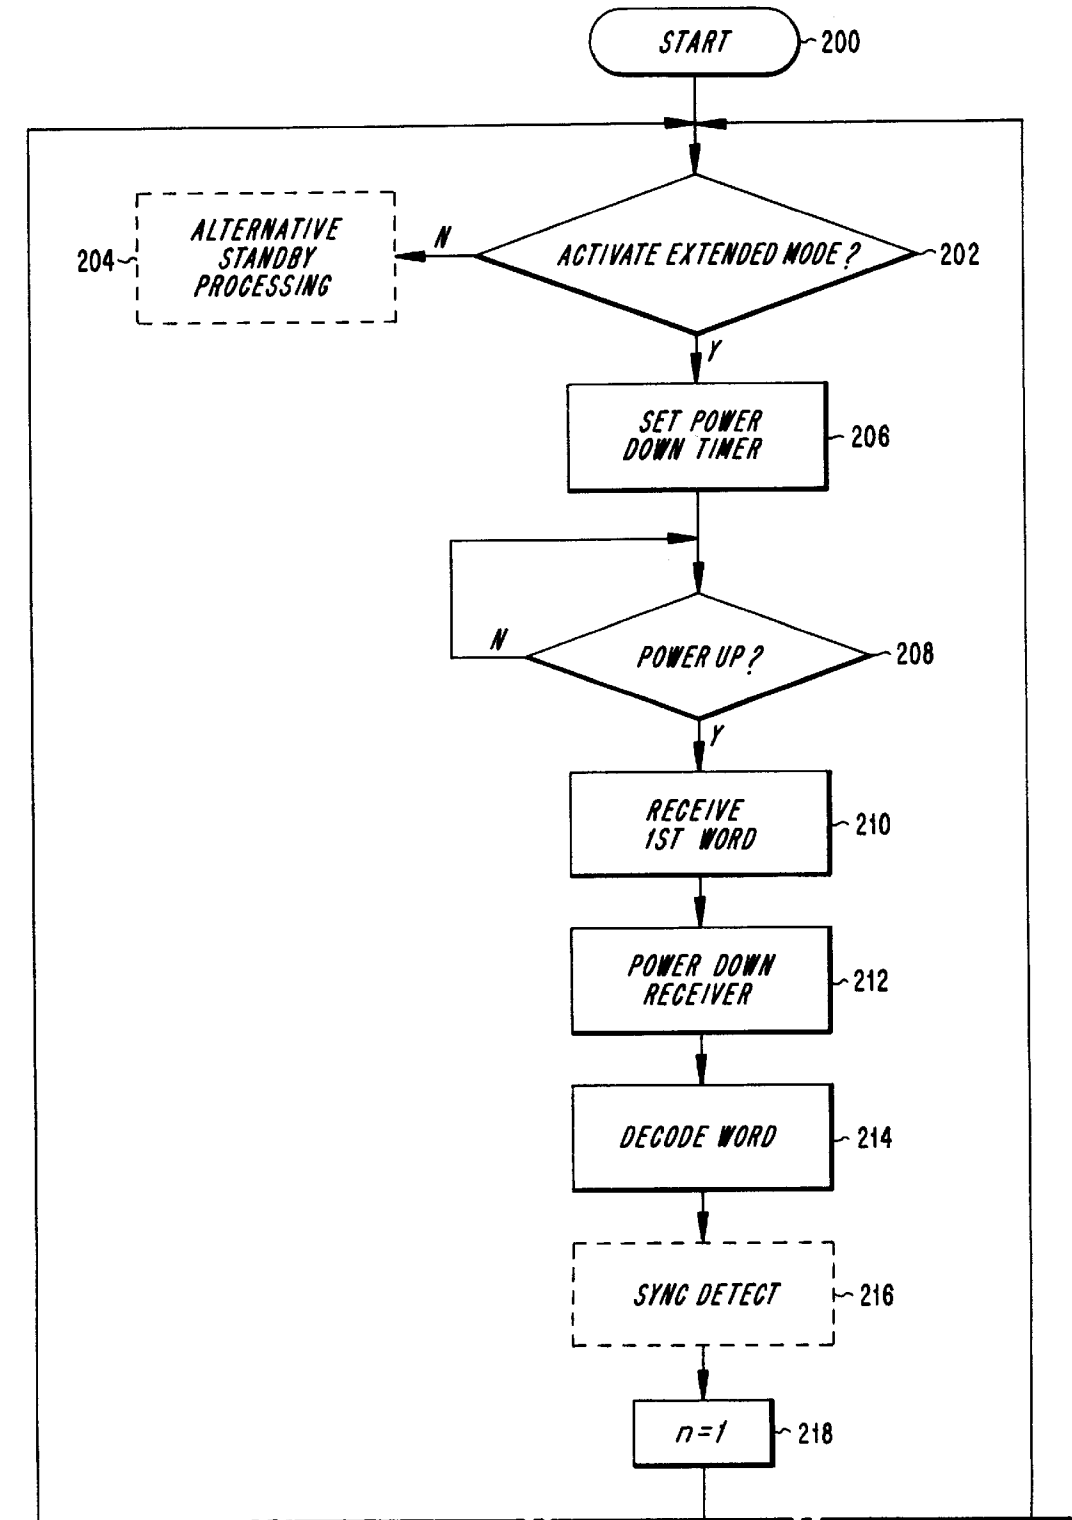 START
200
ALTERNATIVE
STANDBY
PROCESSING
204
N
ACTIVATE EXTENDED MODE?
202
Y
SET POWER
DOWN TIMER
206
N
POWER UP?
208
Y
RECEIVE
1ST WORD
210
POWER DOWN
RECEIVER
212
DECODE WORD
214
SYNC DETECT
216
n=1
218